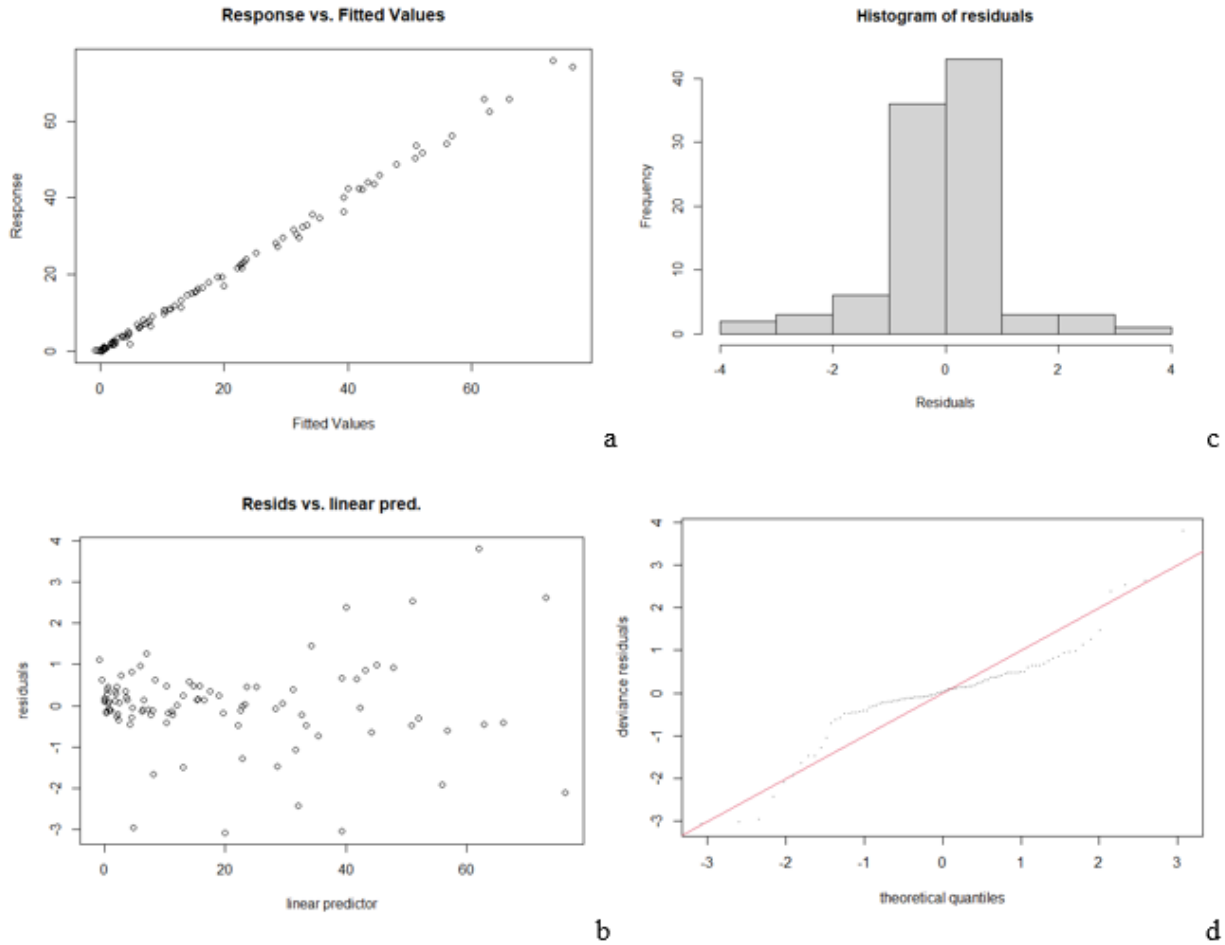 Response vs. Fitted Values
Response
0 20 40 60
0 20 40 60
Fitted Values
a
Histogram of residuals
Frequency
0 10 20 30 40
-4 -2 0 2 4
Residuals
c
Resids vs. linear pred.
residuals
-3 -2 -1 0 1 2 3 4
0 20 40 60
linear predictor
b
deviance residuals
-3 -2 -1 0 1 2 3 4
-3 -2 -1 0 1 2 3
theoretical quantiles
d